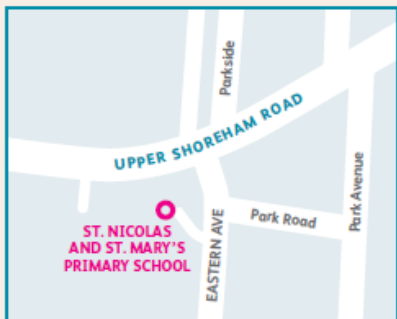 Parkside
UPPER SHOREHAM ROAD
Park Avenue
Park Road
EASTERN AVE
ST. NICOLAS
AND ST. MARY'S
PRIMARY SCHOOL